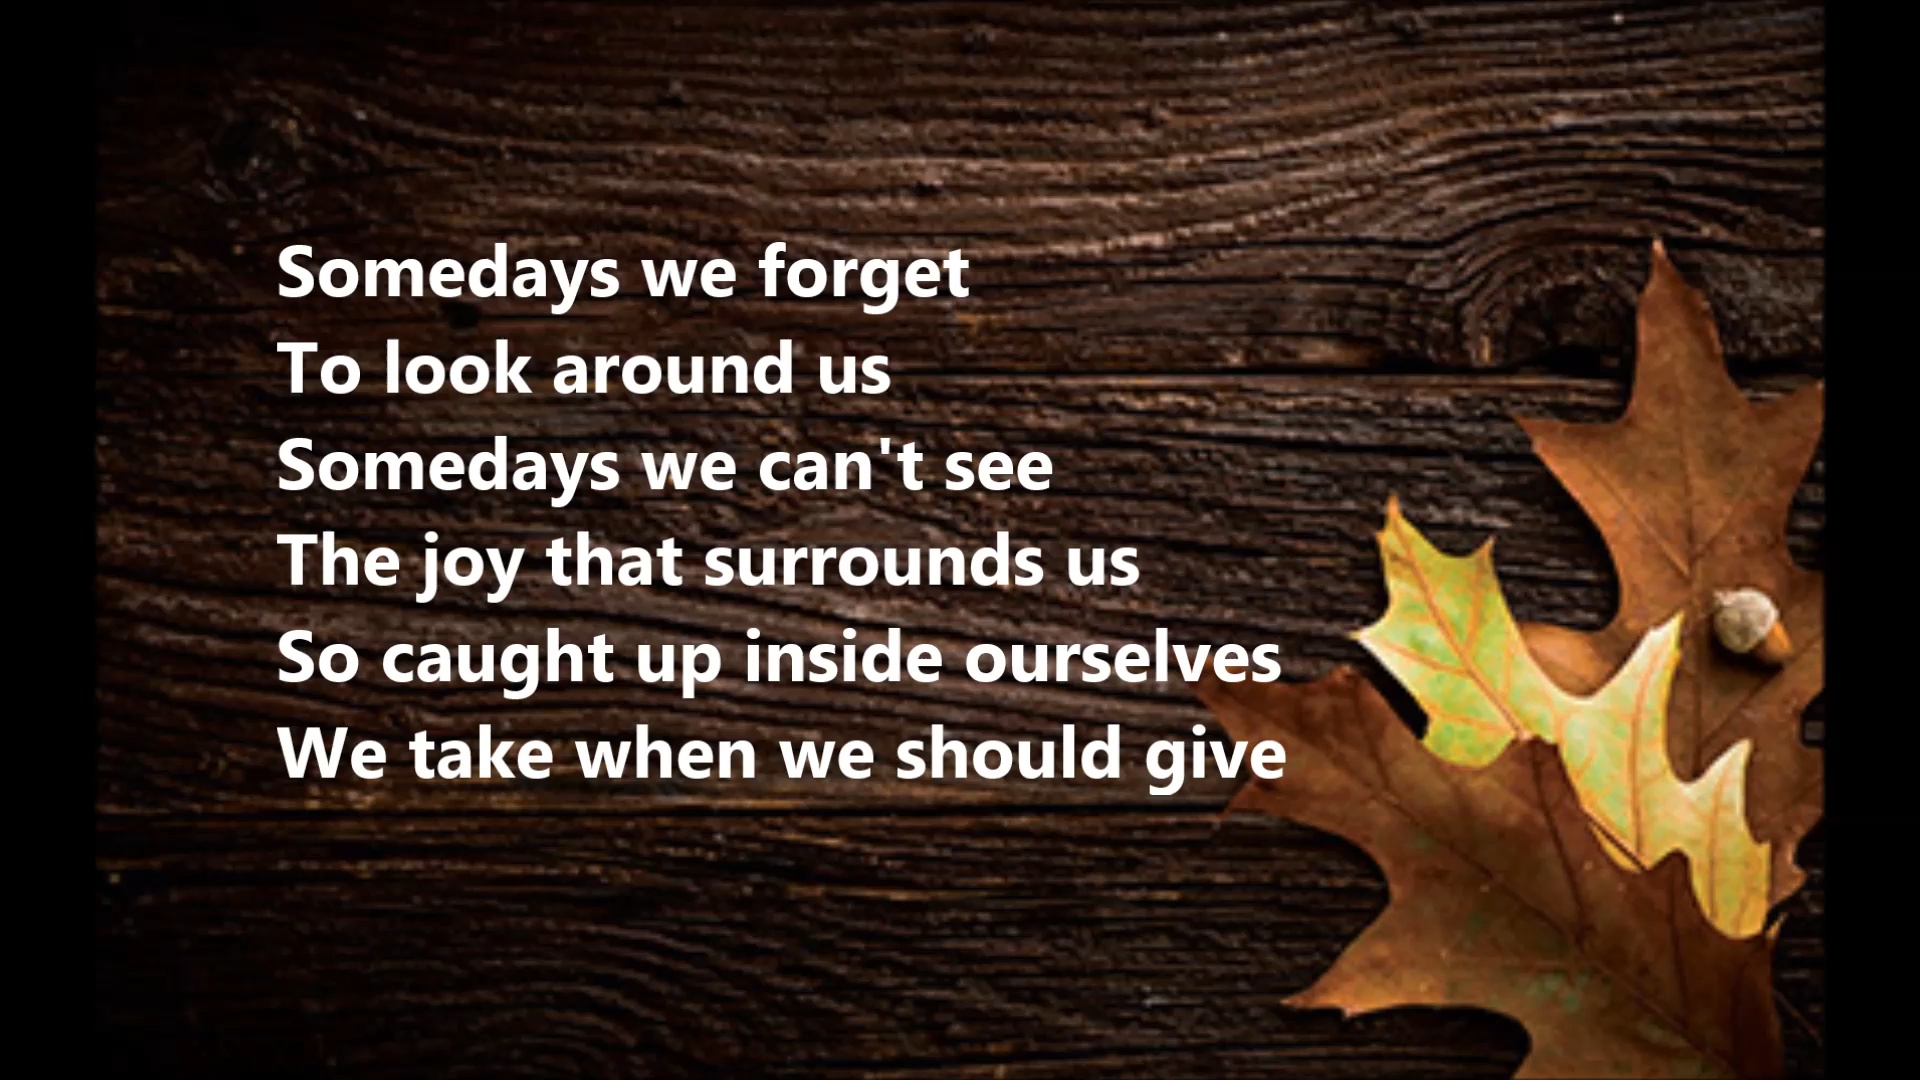 Somedays we forget
To look around us
Somedays we can't see
The joy that surrounds us
So caught up inside ourselves
We take when we should give